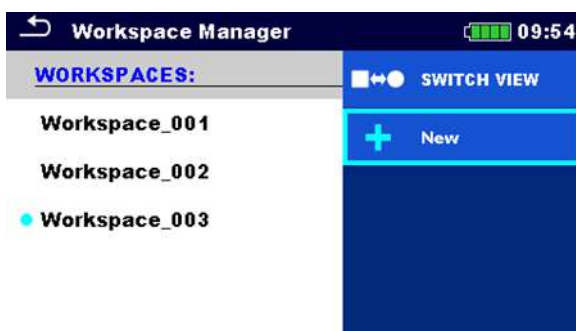 Workspace Manager
09:54
WORKSPACES:
SWITCH VIEW
Workspace_001
New
Workspace_002
Workspace_003